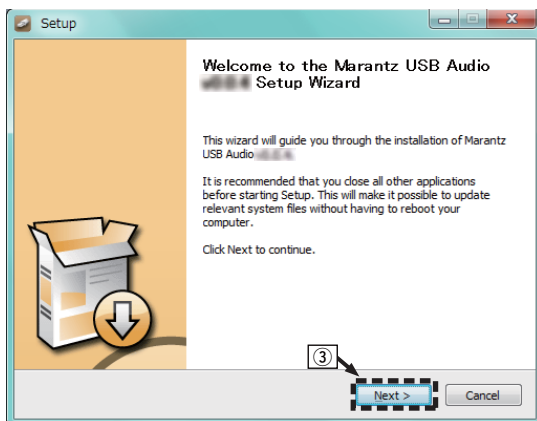 Setup
Welcome to the Marantz USB Audio
Setup Wizard
This wizard will guide you through the installation of Marantz
USB Audio
It is recommended that you close all other applications
before starting Setup. This will make it possible to update
relevant system files without having to reboot your
computer.
Click Next to continue.
③
Next >
Cancel